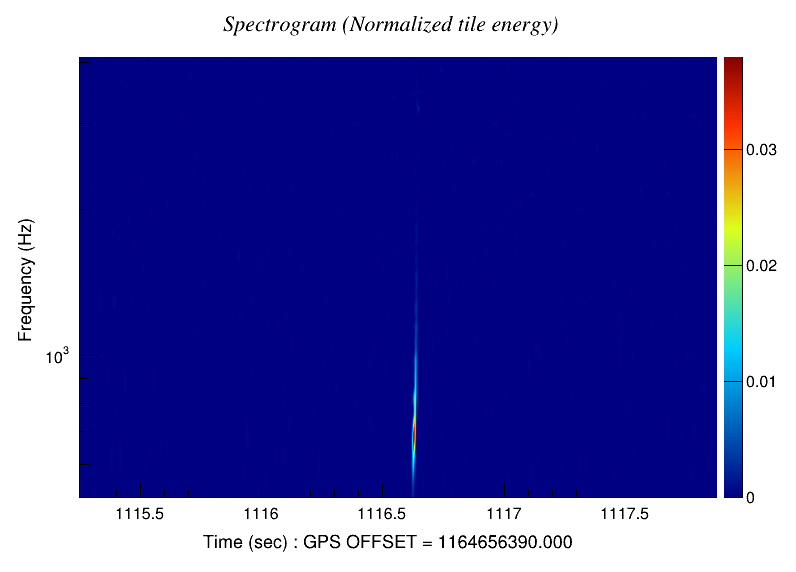 Spectrogram (Normalized tile energy)
Frequency (Hz)
10³
0.03
0.02
0.01
0
1115.5 1116 1116.5 1117 1117.5
Time (sec) : GPS OFFSET = 1164656390.000